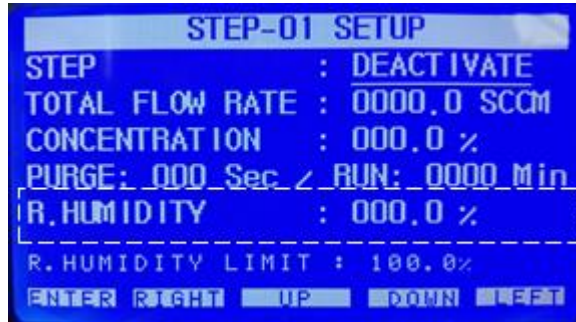 STEP-01 SETUP
STEP : DEACTIVATE
TOTAL FLOW RATE : 0000.0 SCCM
CONCENTRATION : 000.0 %
PURGE: 000 Sec / RUN: 0000 Min
R.HUMIDITY : 000.0 %
R.HUMIDITY LIMIT : 100.0%
ENTER RIGHT UP DOWN LEFT